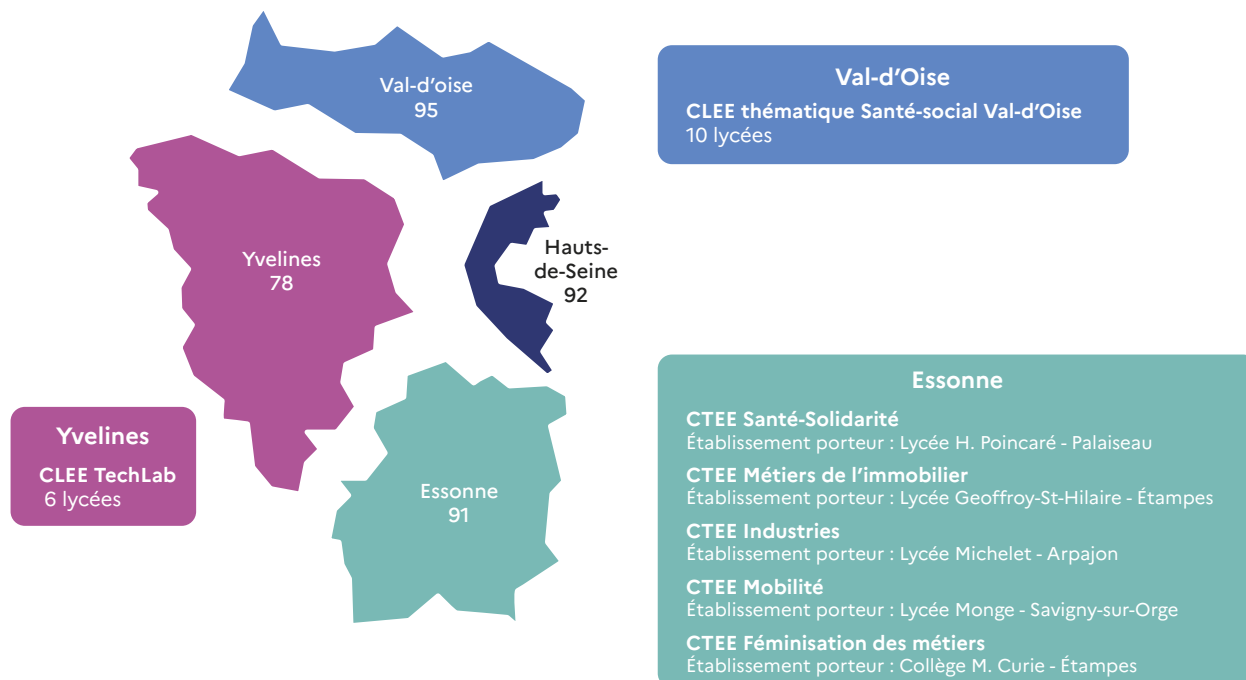 Val-d'oise
95
Val-d'Oise
CLEE thématique Santé-social Val-d'Oise
10 lycées
Yvelines
78
Hauts-
de-Seine
92
Yvelines
CLEE TechLab
6 lycées
Essonne
91
Essonne
CTEE Santé-Solidarité
Établissement porteur : Lycée H. Poincaré - Palaiseau
CTEE Métiers de l'immobilier
Établissement porteur : Lycée Geoffroy-St-Hilaire - Étampes
CTEE Industries
Établissement porteur : Lycée Michelet - Arpajon
CTEE Mobilité
Établissement porteur : Lycée Monge - Savigny-sur-Orge
CTEE Féminisation des métiers
Établissement porteur : Collège M. Curie - Étampes